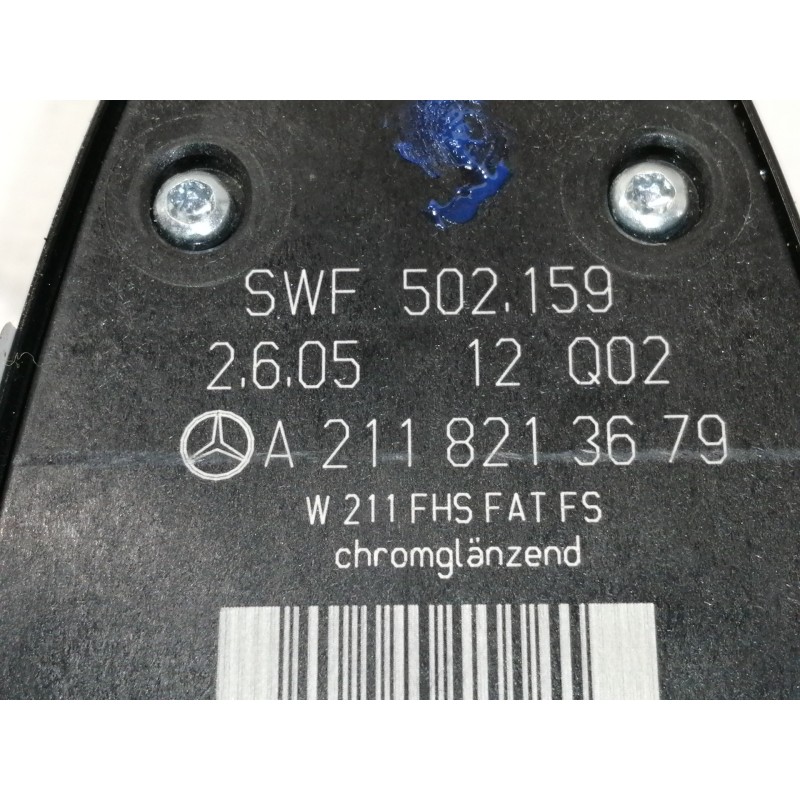 SWF 502.159
2.6.05 12 Q02
A 211 821 36 79
W 211 FHS FAT FS
chromglänzend